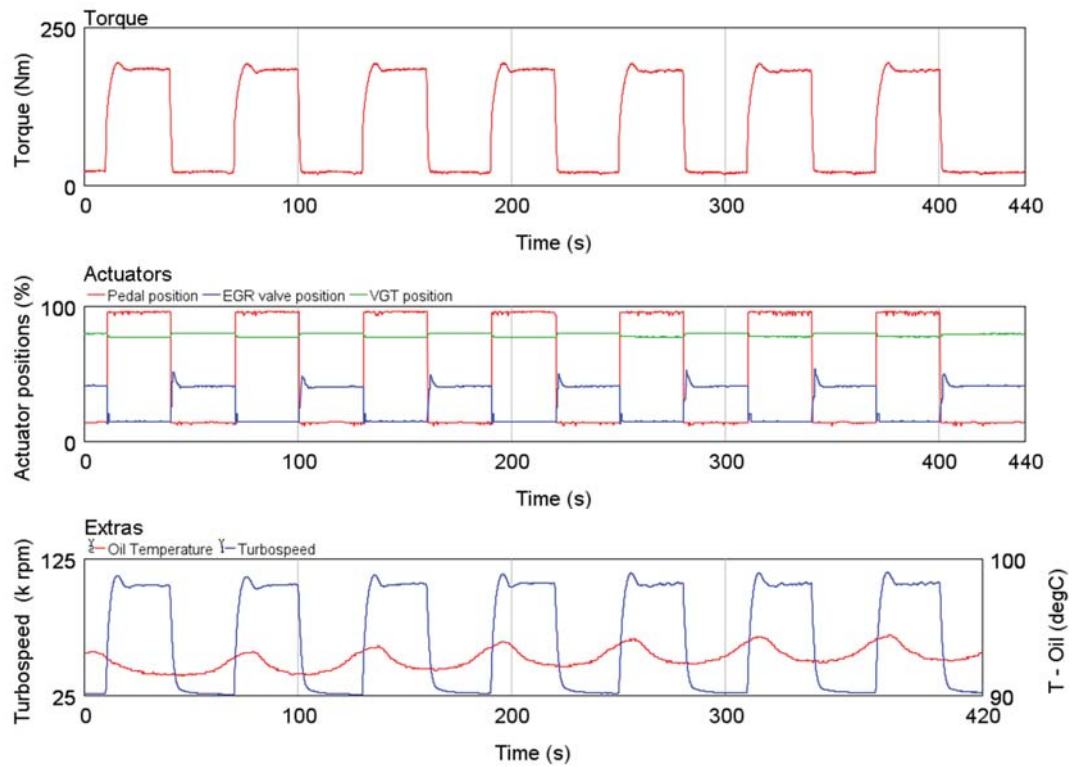 Torque
250
Torque (Nm)
0
0 100 200 300 400 440
Time (s)
Actuators
Pedal position EGR valve position VGT position
100
Actuator positions (%)
0
0 100 200 300 400 440
Time (s)
Extras
Y2 Oil Temperature Y1 Turbospeed
125 100
Turbospeed (k rpm)
T - Oil (degC)
25 90
0 100 200 300 420
Time (s)